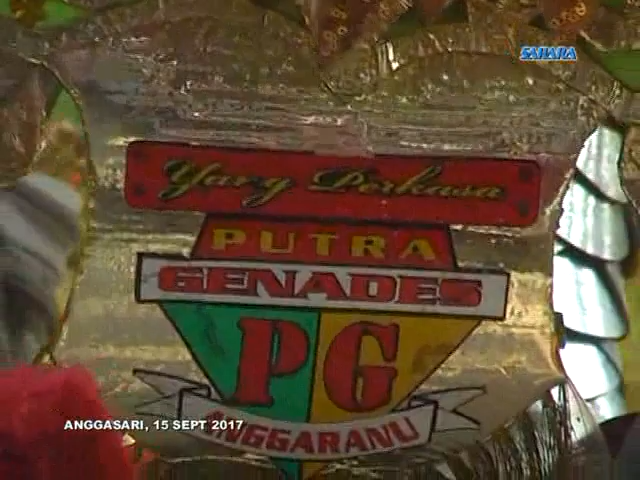 SAHARA
Yang Perkasa
PUTRA
GENADES
PG
ANGGARANU
ANGGASARI, 15 SEPT 2017